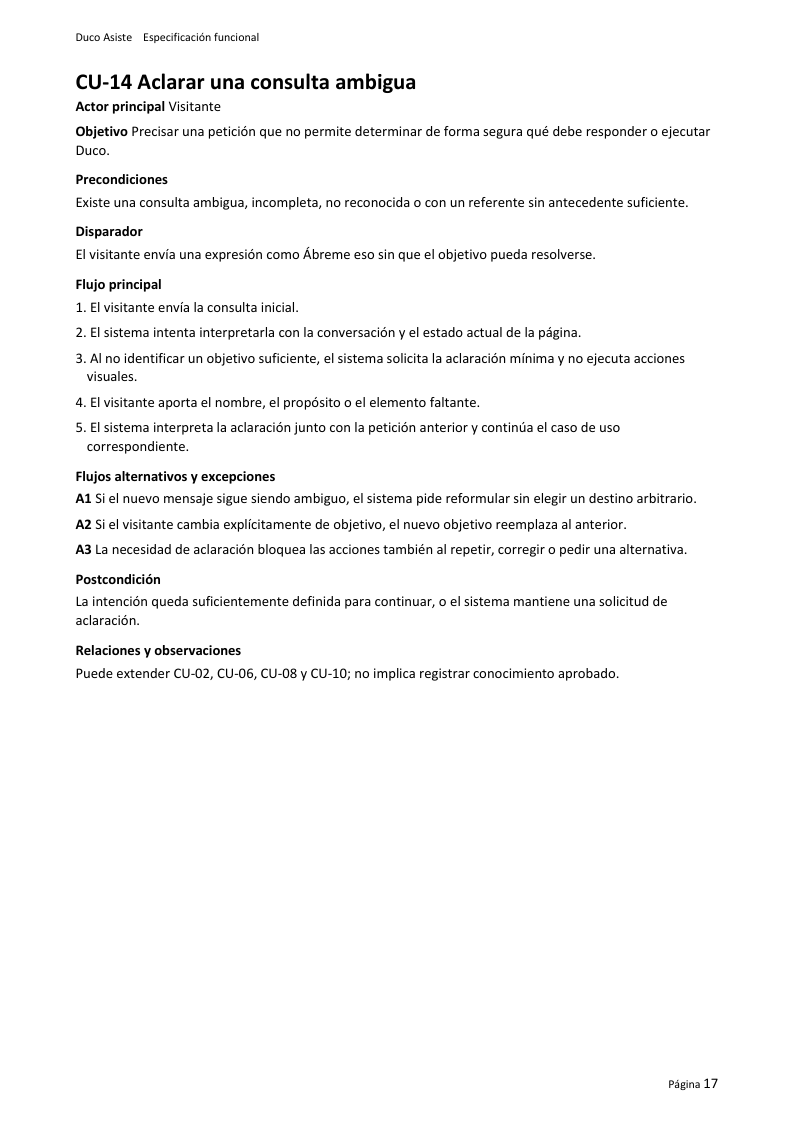 Duco Asiste   Especificación funcional
CU-14 Aclarar una consulta ambigua
Actor principal Visitante
Objetivo Precisar una petición que no permite determinar de forma segura qué debe responder o ejecutar
Duco.
Precondiciones
Existe una consulta ambigua, incompleta, no reconocida o con un referente sin antecedente suficiente.
Disparador
El visitante envía una expresión como Ábreme eso sin que el objetivo pueda resolverse.
Flujo principal
1. El visitante envía la consulta inicial.
2. El sistema intenta interpretarla con la conversación y el estado actual de la página.
3. Al no identificar un objetivo suficiente, el sistema solicita la aclaración mínima y no ejecuta acciones
visuales.
4. El visitante aporta el nombre, el propósito o el elemento faltante.
5. El sistema interpreta la aclaración junto con la petición anterior y continúa el caso de uso
correspondiente.
Flujos alternativos y excepciones
A1 Si el nuevo mensaje sigue siendo ambiguo, el sistema pide reformular sin elegir un destino arbitrario.
A2 Si el visitante cambia explícitamente de objetivo, el nuevo objetivo reemplaza al anterior.
A3 La necesidad de aclaración bloquea las acciones también al repetir, corregir o pedir una alternativa.
Postcondición
La intención queda suficientemente definida para continuar, o el sistema mantiene una solicitud de
aclaración.
Relaciones y observaciones
Puede extender CU-02, CU-06, CU-08 y CU-10; no implica registrar conocimiento aprobado.
Página 17